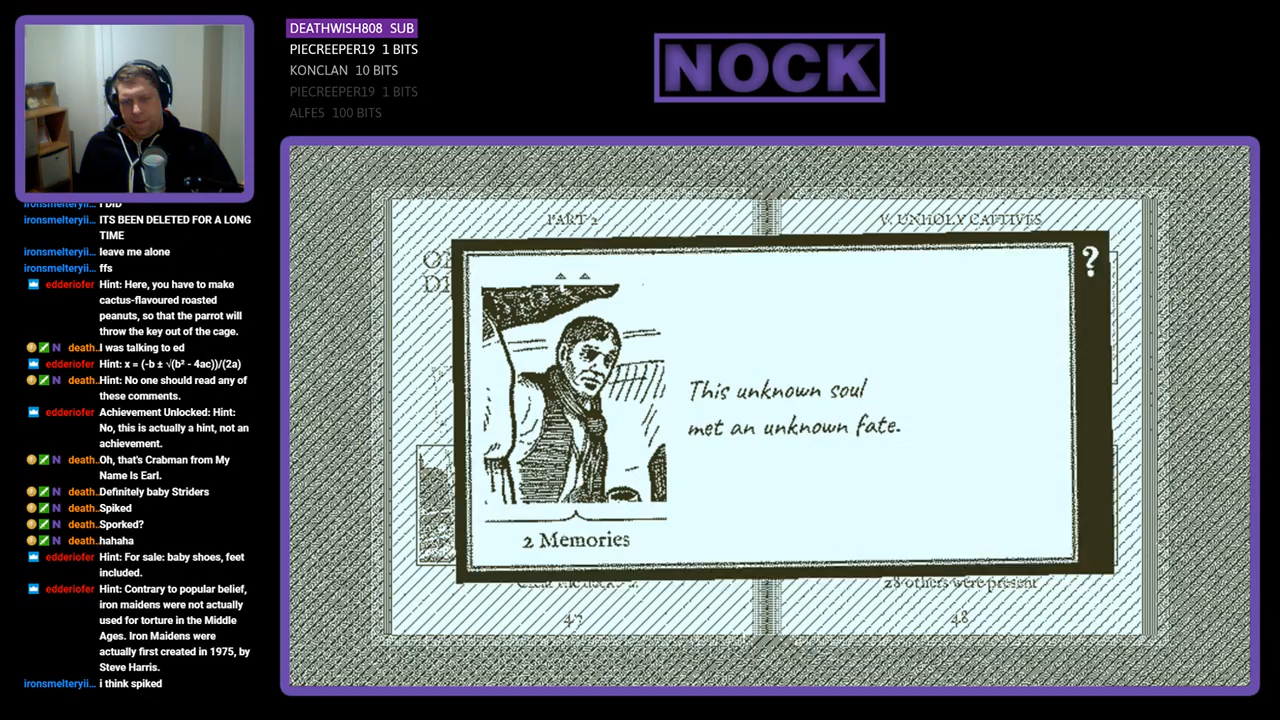 DEATHWISH808 SUB
PIECREEPER19 1 BITS
KONCLAN 10 BITS
PIECREEPER19 1 BITS
ALFE5 100 BITS
NOCK
ironsmelteryii... I DID
ironsmelteryii... ITS BEEN DELETED FOR A LONG
TIME
ironsmelteryii... leave me alone
ironsmelteryii... ffs
edderiofer Hint: Here, you have to make
cactus-flavoured roasted
peanuts, so that the parrot will
throw the key out of the cage.
N death... I was talking to ed
edderiofer Hint: x = (-b ± √(b² - 4ac))/(2a)
N death... Hint: No one should read any of
these comments.
edderiofer Achievement Unlocked: Hint:
No, this is actually a hint, not an
achievement.
N death... Oh, that's Crabman from My
Name Is Earl.
N death... Definitely baby Striders
N death... Spiked
N death... Sporked?
N death... hahaha
edderiofer Hint: For sale: baby shoes, feet
included.
edderiofer Hint: Contrary to popular belief,
iron maidens were not actually
used for torture in the Middle
Ages. Iron Maidens were
actually first created in 1975, by
Steve Harris.
ironsmelteryii... i think spiked
PART 2
V. UNHOLY CAPTIVES
?
This unknown soul
met an unknown fate.
2 Memories
28 others were present
47
48